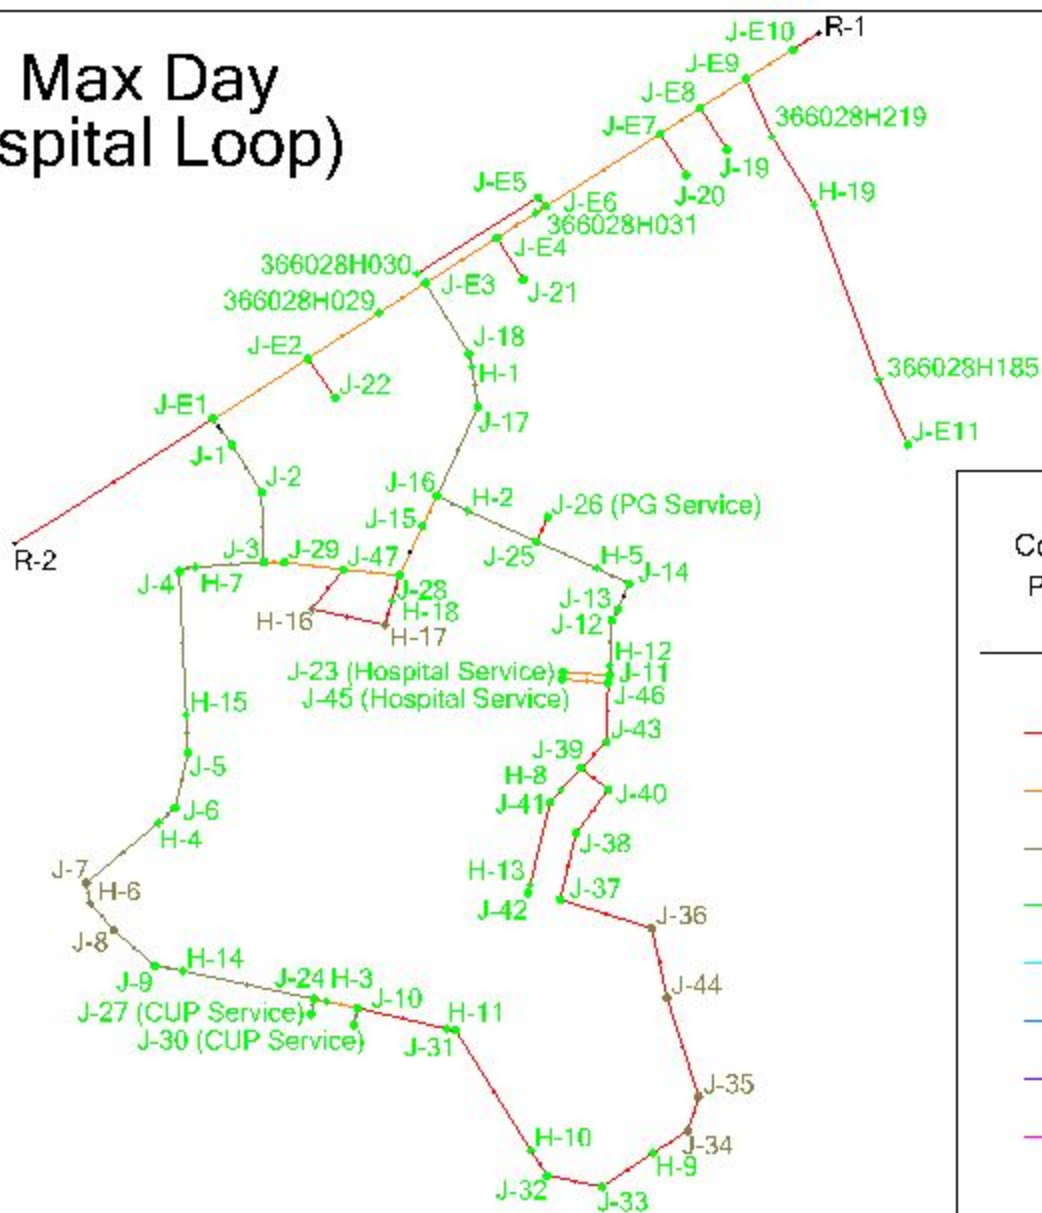 Max Day
spital Loop)
J-E10
R-1
J-E9
J-E8
366028H219
J-E7
J-19
J-20
H-19
J-E5
J-E6
366028H031
J-E4
366028H030
J-E3
J-21
366028H029
J-18
J-E2
H-1
366028H185
J-22
J-E1
J-17
J-E11
J-1
J-2
J-16
H-2
J-26 (PG Service)
J-15
J-25
R-2
J-3
J-29
J-47
H-5
J-14
J-4
H-7
J-28
J-13
H-16
H-18
J-12
H-17
H-12
J-23 (Hospital Service)
J-11
J-45 (Hospital Service)
J-46
H-15
J-43
J-39
J-5
H-8
J-41
J-40
J-6
H-4
J-38
J-7
H-6
H-13
J-42
J-37
J-36
J-8
H-14
J-9
J-24
H-3
J-10
J-44
J-27 (CUP Service)
H-11
J-30 (CUP Service)
J-31
J-35
H-10
J-34
H-9
J-32
J-33
Co
P